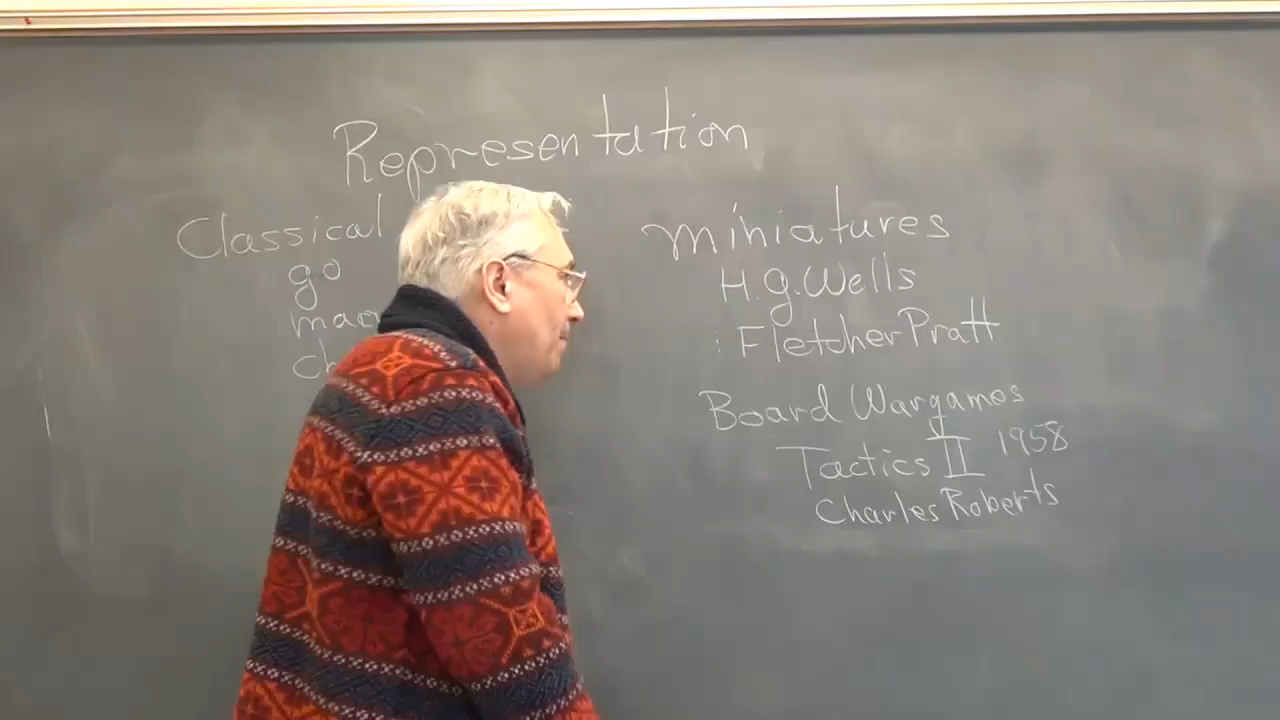 Representation
Classical
go
miniatures
H.G. Wells
: Fletcher Pratt
Board Wargames
Tactics II 1958
Charles Roberts